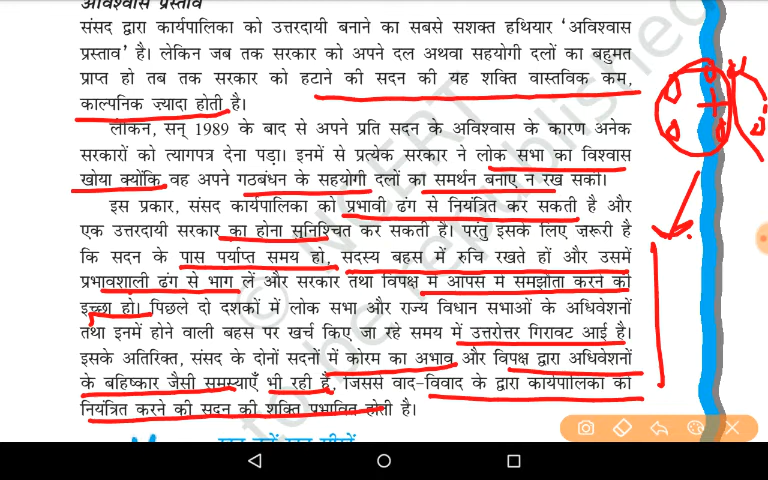 अविश्वास प्रस्ताव
संसद द्वारा कार्यपालिका को उत्तरदायी बनाने का सबसे सशक्त हथियार ‘अविश्वास
प्रस्ताव’ है। लेकिन जब तक सरकार को अपने दल अथवा सहयोगी दलों का बहुमत
प्राप्त हो तब तक सरकार को हटाने की सदन की यह शक्ति वास्तविक कम,
काल्पनिक ज़्यादा होती है।
लेकिन, सन् 1989 के बाद से अपने प्रति सदन के अविश्वास के कारण अनेक
सरकारों को त्यागपत्र देना पड़ा। इनमें से प्रत्येक सरकार ने लोक सभा का विश्वास
खोया क्योंकि वह अपने गठबंधन के सहयोगी दलों का समर्थन बनाए न रख सकी।
इस प्रकार, संसद कार्यपालिका को प्रभावी ढंग से नियंत्रित कर सकती है और
एक उत्तरदायी सरकार का होना सुनिश्चित कर सकती है। परंतु इसके लिए जरूरी है
कि सदन के पास पर्याप्त समय हो, सदस्य बहस में रुचि रखते हों और उसमें
प्रभावशाली ढंग से भाग लें और सरकार तथा विपक्ष में आपस में समझौता करने की
इच्छा हो। पिछले दो दशकों में लोक सभा और राज्य विधान सभाओं के अधिवेशनों
तथा इनमें होने वाली बहस पर खर्च किए जा रहे समय में उत्तरोत्तर गिरावट आई है।
इसके अतिरिक्त, संसद के दोनों सदनों में कोरम का अभाव और विपक्ष द्वारा अधिवेशनों
के बहिष्कार जैसी समस्याएँ भी रही हैं, जिससे वाद-विवाद के द्वारा कार्यपालिका को
नियंत्रित करने की सदन की शक्ति प्रभावित होती है।
© NCERT
not to be republished